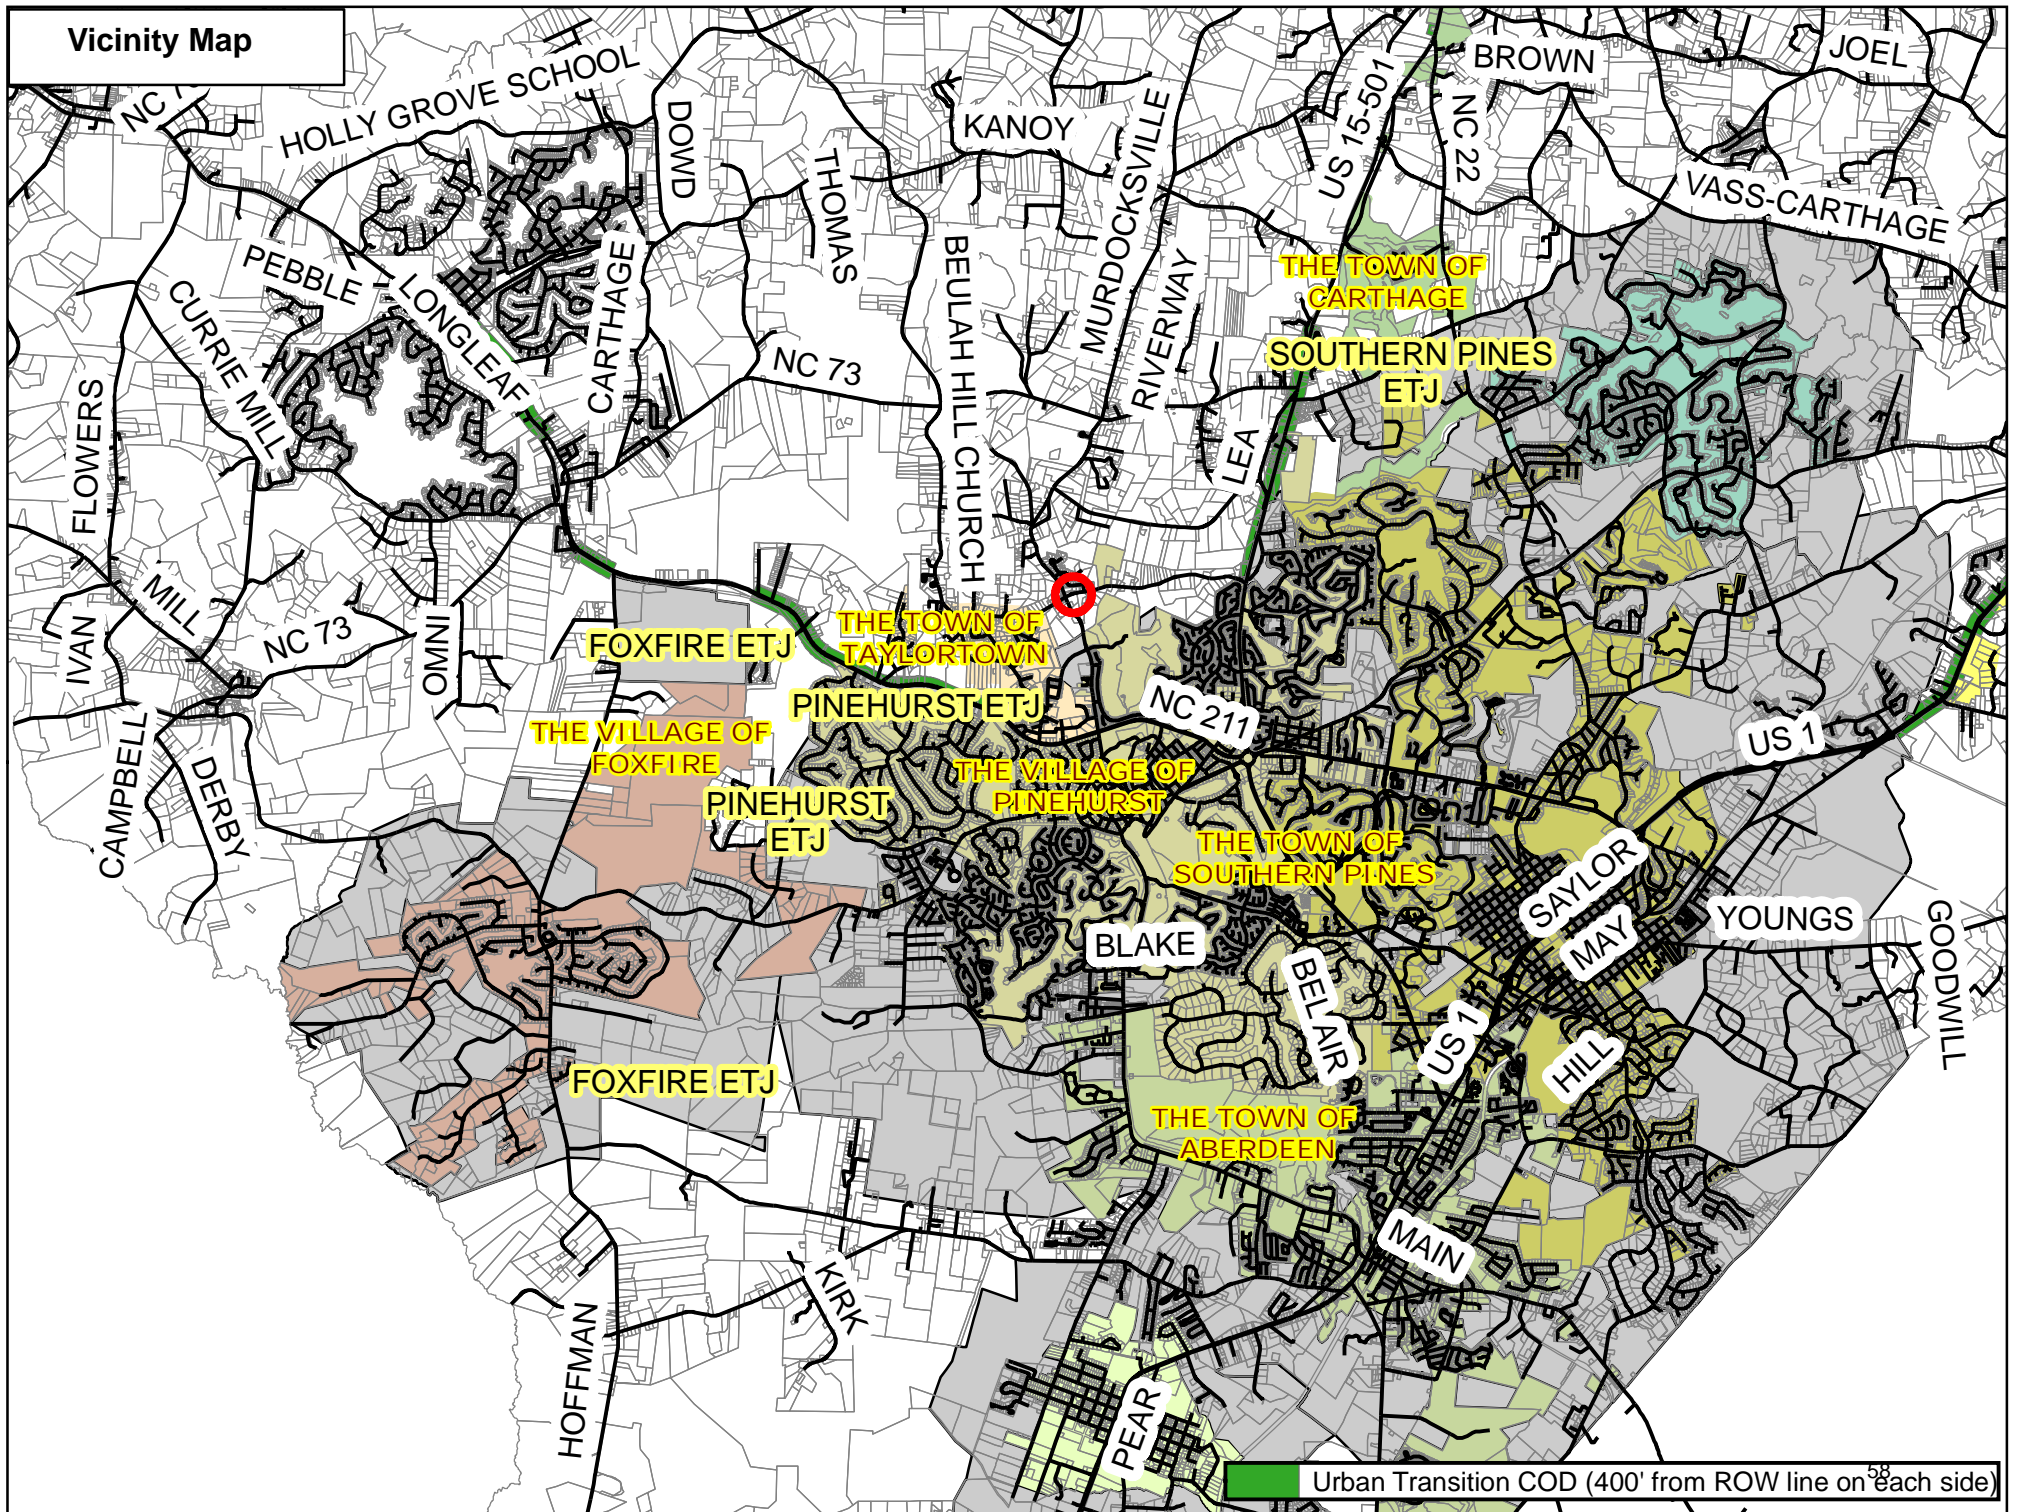 Vicinity Map
BROWN
JOEL
HOLLY GROVE SCHOOL
DOWD
KANOY
MURDOCKSVILLE
US 15-501
NC 22
THOMAS
VASS-CARTHAGE
PEBBLE
LONGLEAF
CARTHAGE
BEULAH HILL CHURCH
RIVERWAY
THE TOWN OF
CARTHAGE
CURRIE MILL
NC 73
SOUTHERN PINES
ETJ
FLOWERS
LEA
MILL
IVAN
NC 73
OMNI
FOXFIRE ETJ
THE TOWN OF
TAYLORTOWN
PINEHURST ETJ
NC 211
THE VILLAGE OF
FOXFIRE
US 1
CAMPBELL
DERBY
PINEHURST
ETJ
THE VILLAGE OF
PINEHURST
THE TOWN OF
SOUTHERN PINES
SAYLOR
MAY
YOUNGS
GOODWILL
BLAKE
BEL AIR
US 1
HILL
FOXFIRE ETJ
THE TOWN OF
ABERDEEN
MAIN
KIRK
HOFFMAN
PEAR
Urban Transition COD (400' from ROW line on each side)
58